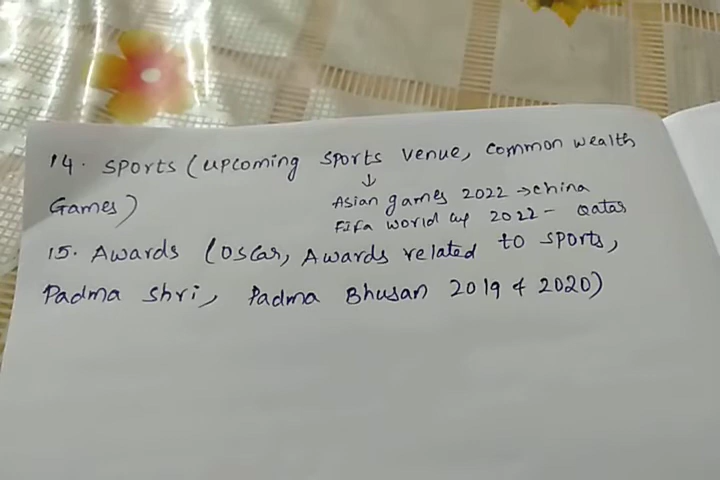 14. Sports (upcoming sports venue, common wealth
Games)
↓
Asian games 2022 → china
Fifa world cup 2022 - Qatar
15. Awards (Oscar, Awards related to sports,
Padma Shri, Padma Bhusan 2019 & 2020)